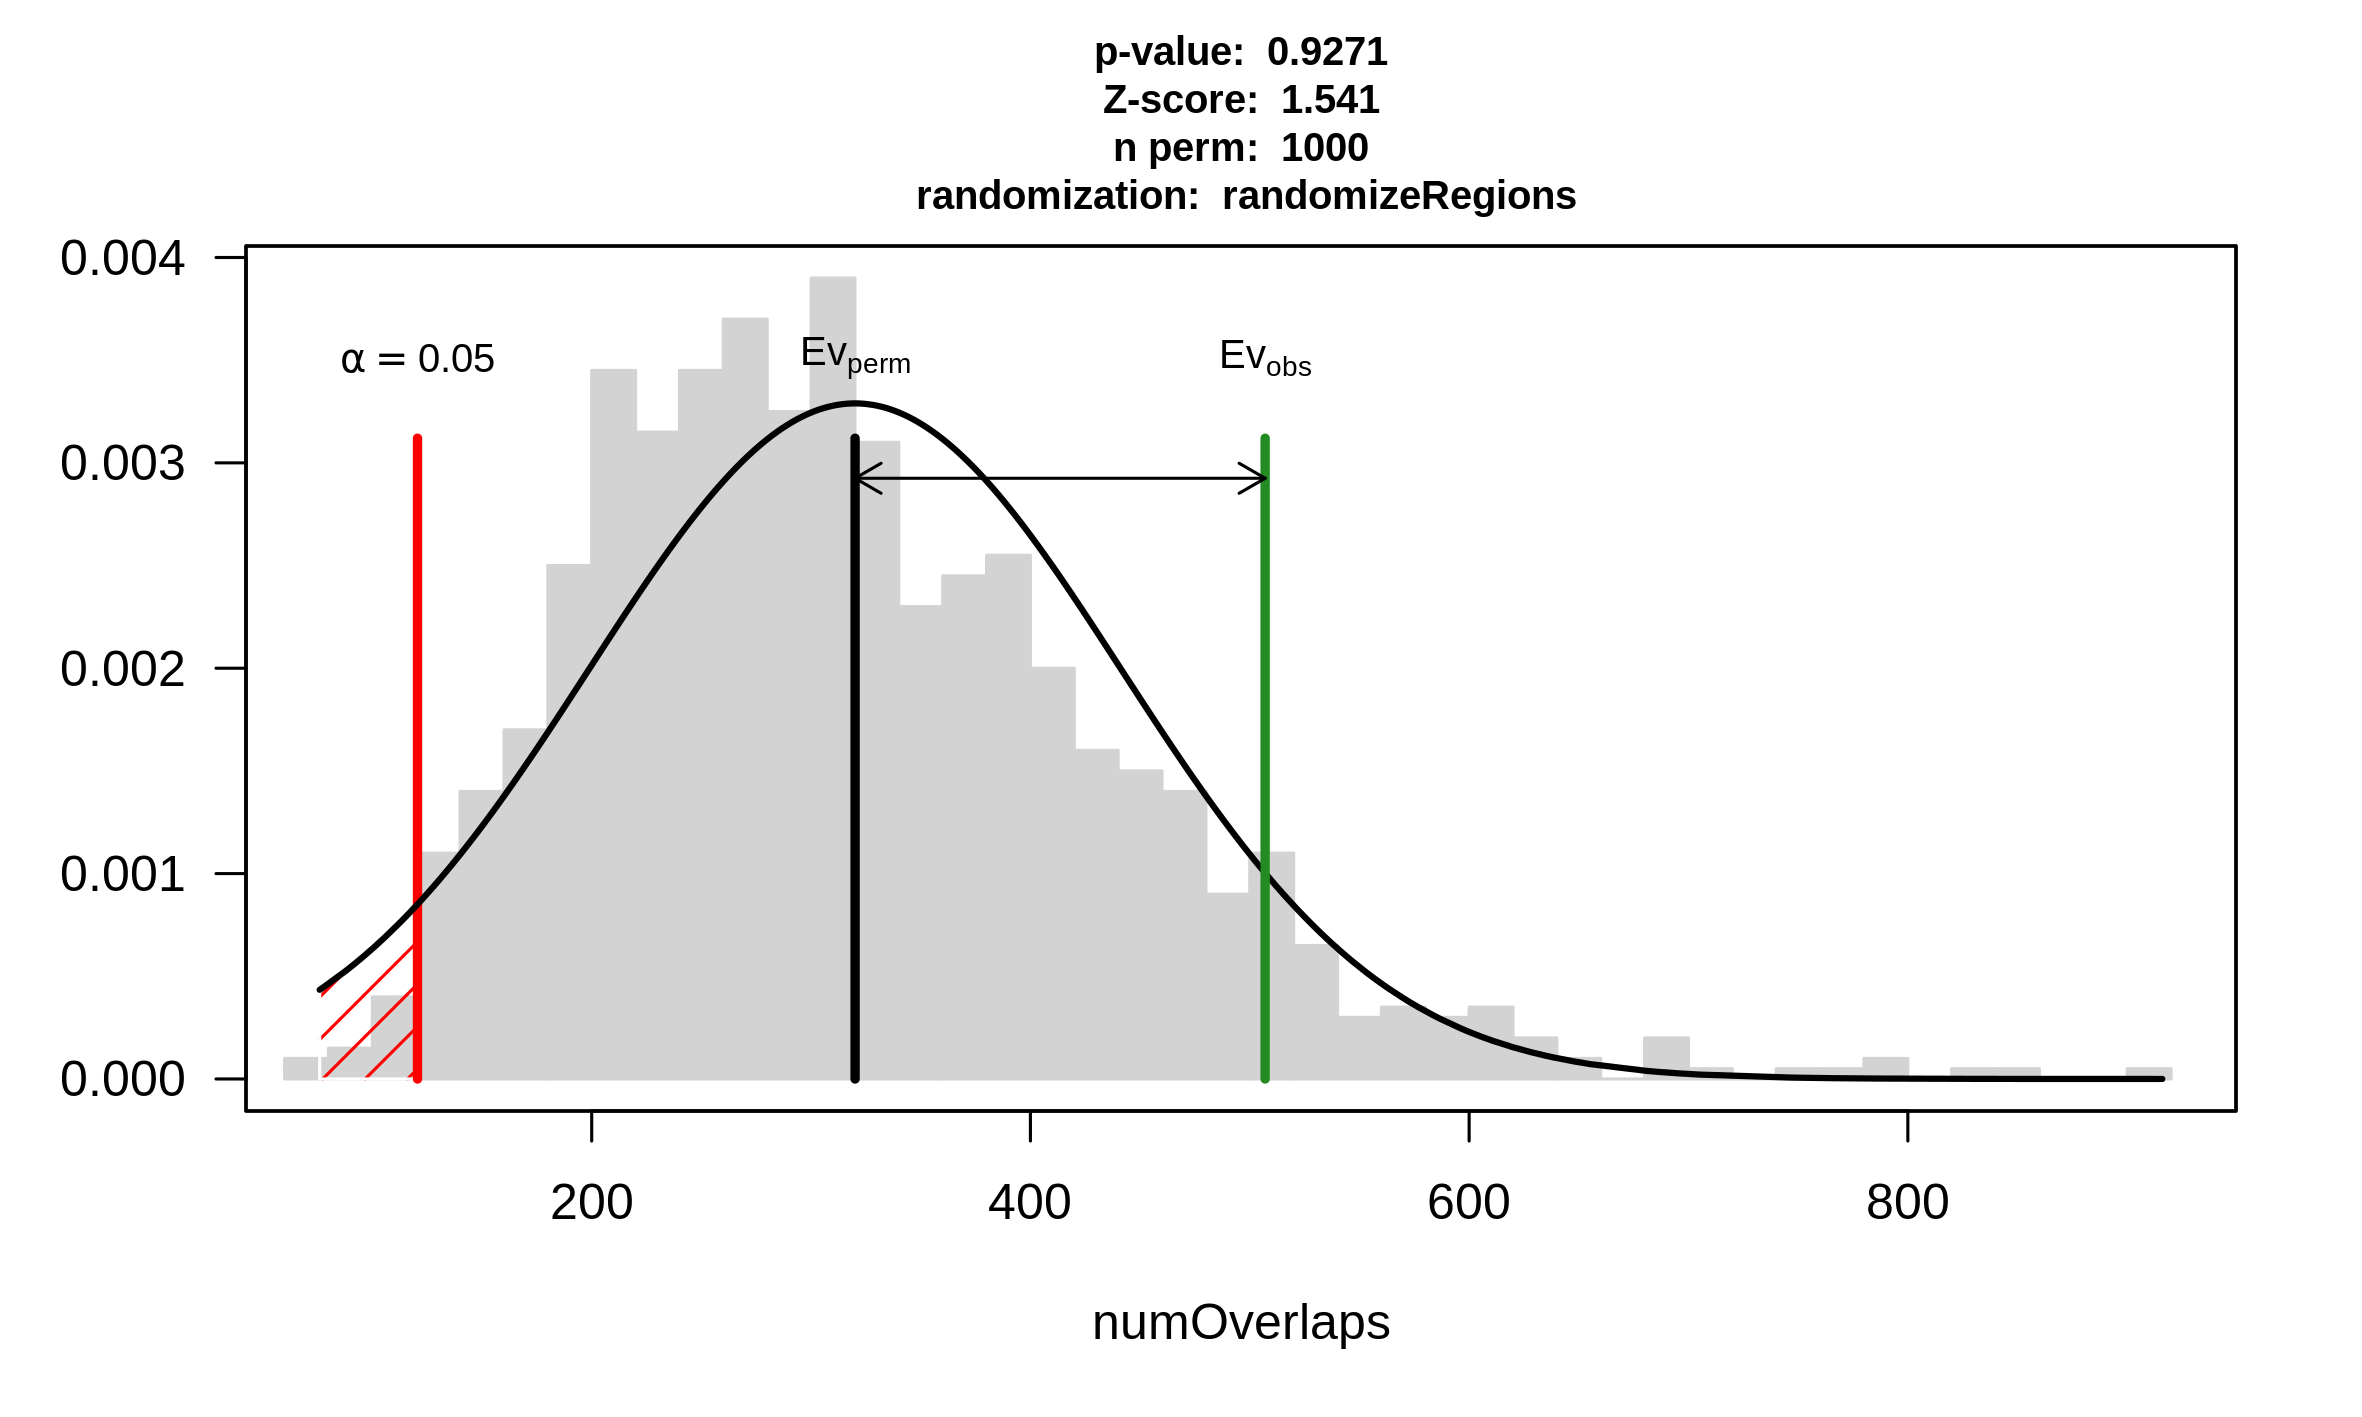 p-value: 0.9271
Z-score: 1.541
n perm: 1000
randomization: randomizeRegions
0.004
0.003
0.002
0.001
0.000
α = 0.05
Evperm
Evobs
200
400
600
800
numOverlaps